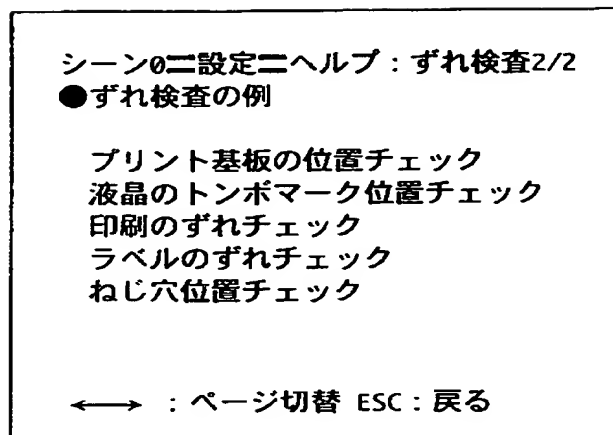 シーン0＝設定＝ヘルプ：ずれ検査2/2
●ずれ検査の例
プリント基板の位置チェック
液晶のトンボマーク位置チェック
印刷のずれチェック
ラベルのずれチェック
ねじ穴位置チェック
←→ ：ページ切替 ESC：戻る